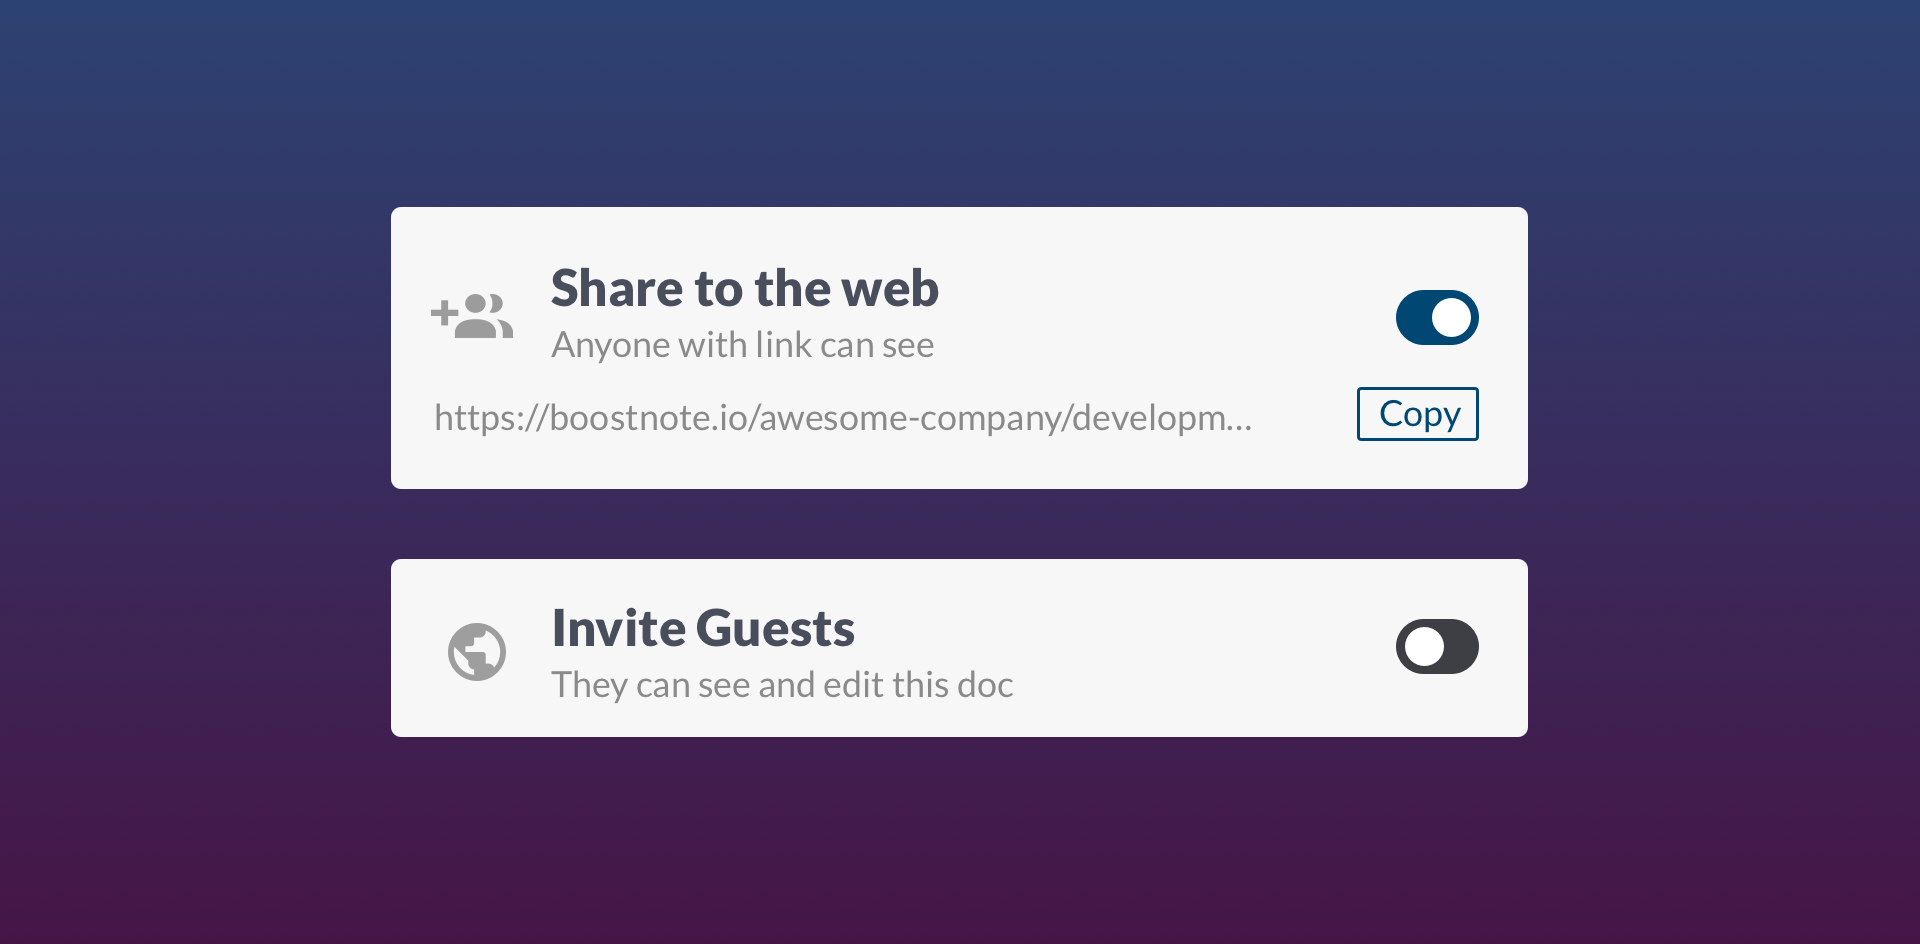 Share to the web
Anyone with link can see
https://boostnote.io/awesome-company/developm...
Copy
Invite Guests
They can see and edit this doc